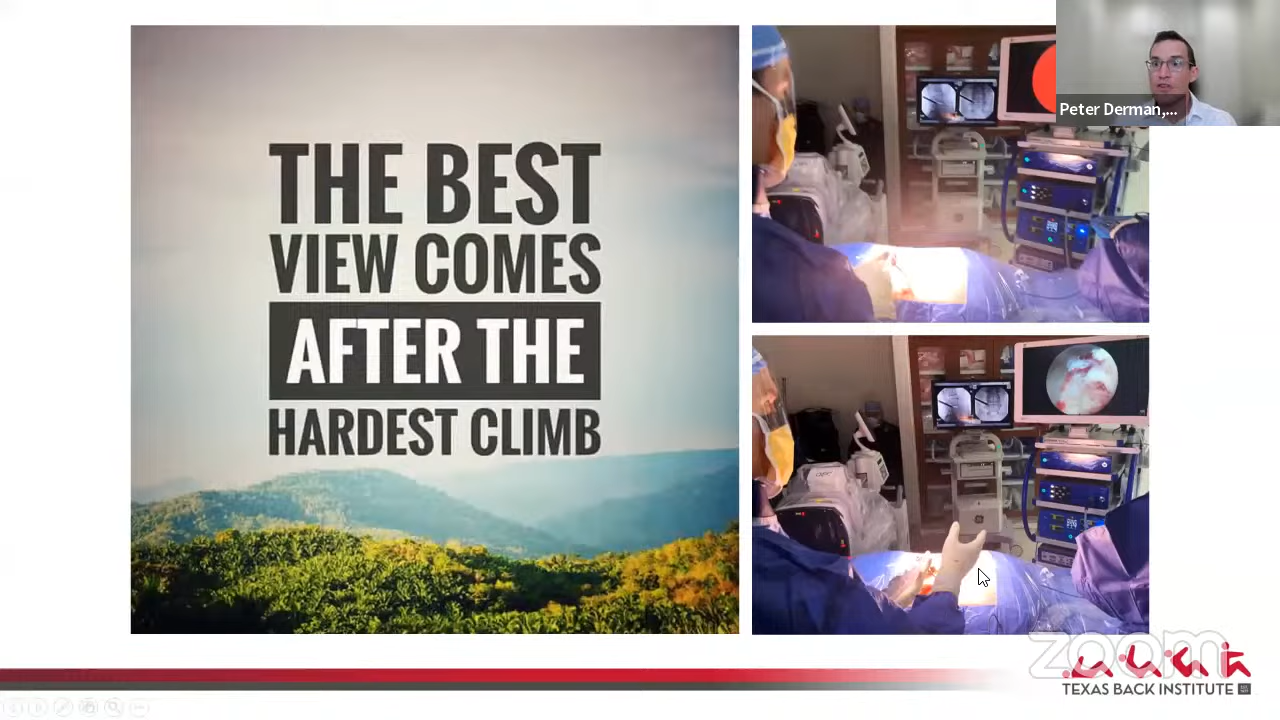 THE BEST
VIEW COMES
AFTER THE
HARDEST CLIMB
Peter Derman,...
zoom
TEXAS BACK INSTITUTE